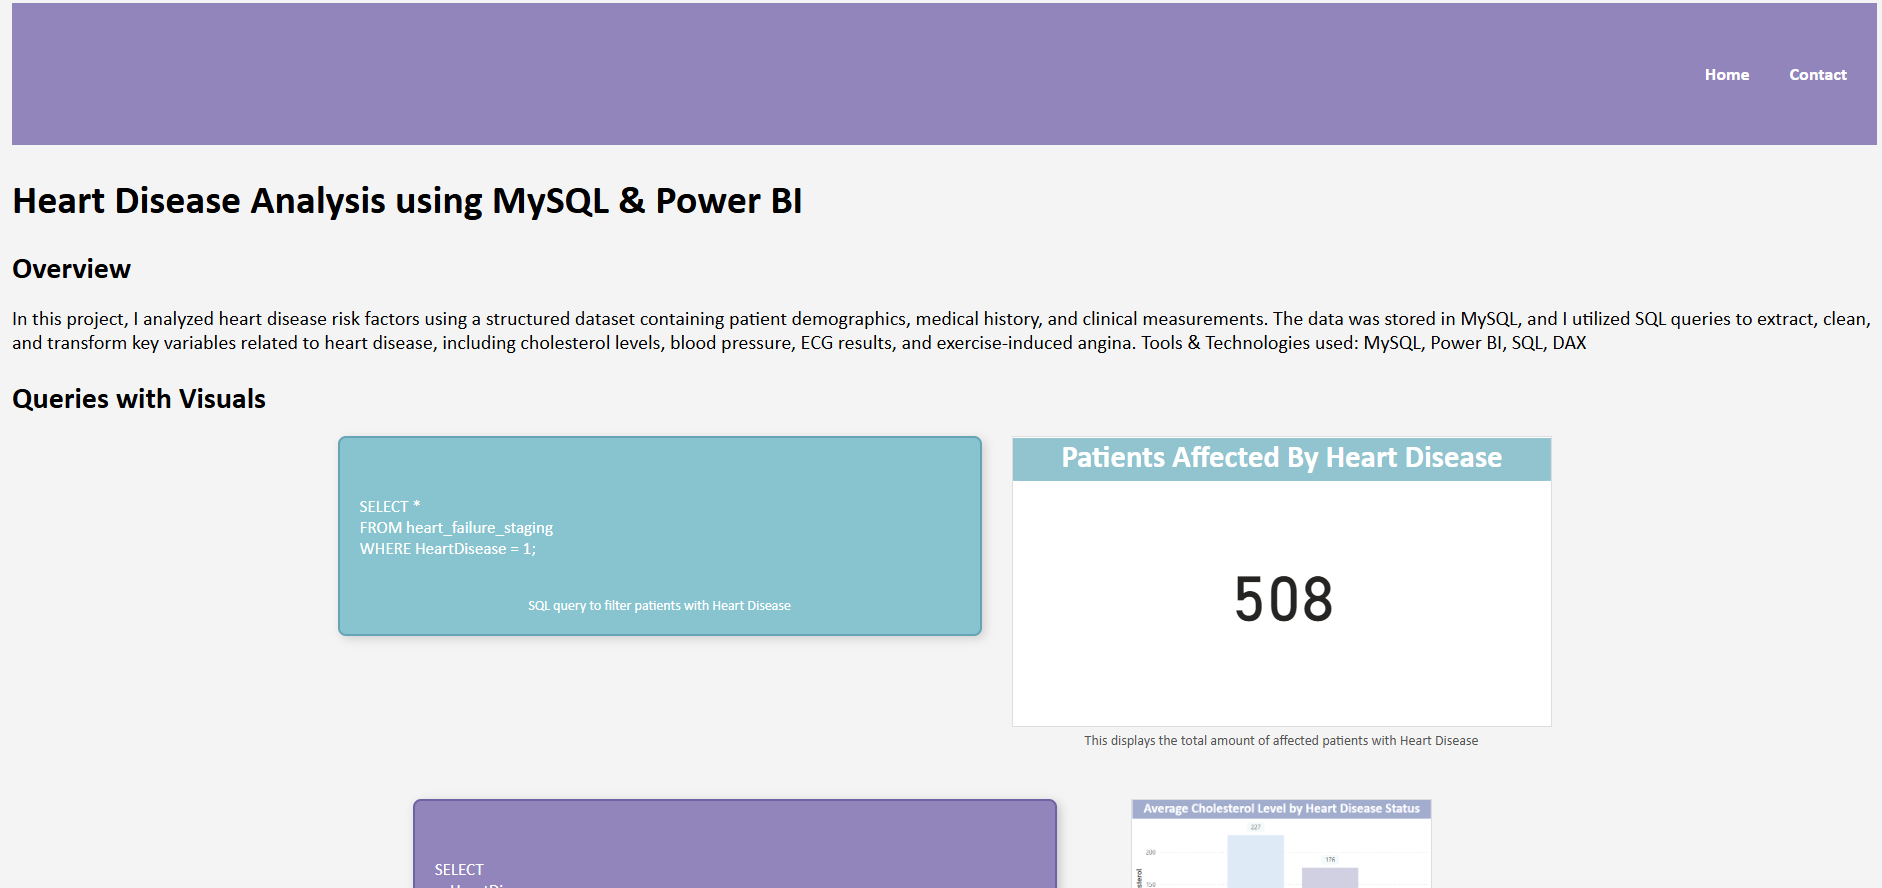 Home Contact
Heart Disease Analysis using MySQL & Power BI
Overview
In this project, I analyzed heart disease risk factors using a structured dataset containing patient demographics, medical history, and clinical measurements. The data was stored in MySQL, and I utilized SQL queries to extract, clean,
and transform key variables related to heart disease, including cholesterol levels, blood pressure, ECG results, and exercise-induced angina. Tools & Technologies used: MySQL, Power BI, SQL, DAX
Queries with Visuals
SELECT *
FROM heart_failure_staging
WHERE HeartDisease = 1;
SQL query to filter patients with Heart Disease
Patients Affected By Heart Disease
508
This displays the total amount of affected patients with Heart Disease
SELECT
Average Cholesterol Level by Heart Disease Status
227
200
176
150